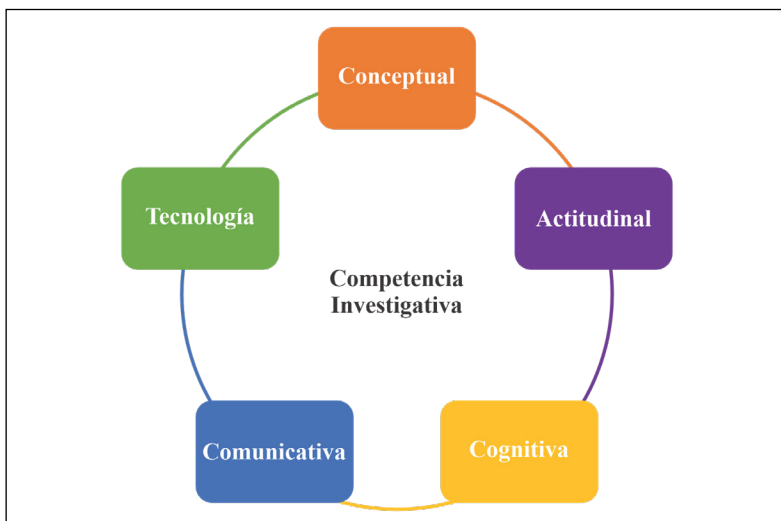 Conceptual
Tecnología
Actitudinal
Competencia
Investigativa
Comunicativa
Cognitiva